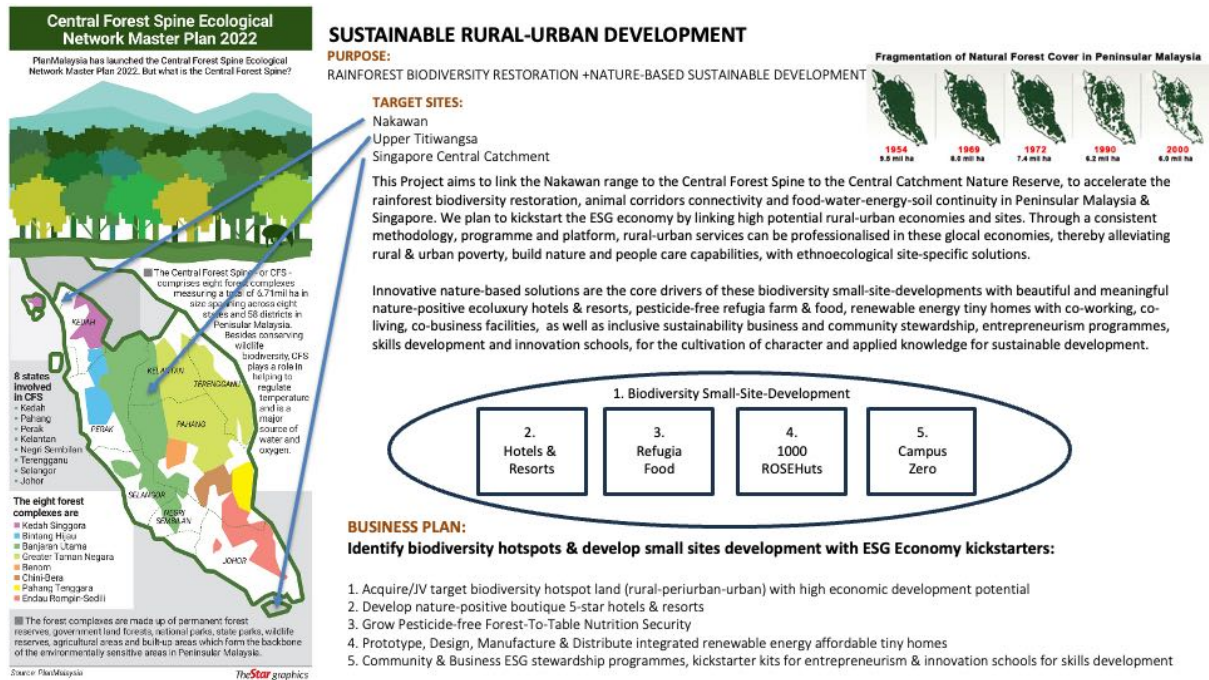 Central Forest Spine Ecological
Network Master Plan 2022
PlanMalaysia has launched the Central Forest Spine Ecological
Network Master Plan 2022. But what is the Central Forest Spine?
The Central Forest Spine - or CFS -
comprises eight forest complexes
measuring a total of 6.71mil ha in
size spanning across eight
states and 58 districts in
Penisular Malaysia.
Besides conserving
wildlife
biodiversity, CFS
plays a role in
helping to
regulate
temperature
and is a
major
source of
water and
oxygen.
KEDAH
KELANTAN
TERENGGANU
PERAK
PAHANG
SELANGOR
NEGRI
SEMBILAN
JOHOR
8 states
involved
in CFS
• Kedah
• Pahang
• Perak
• Kelantan
• Negri Sembilan
• Terengganu
• Selangor
• Johor
The eight forest
complexes are
Kedah Singgora
Bintang Hijau
Banjaran Utama
Greater Taman Negara
Benom
Chini-Bera
Pahang Tenggara
Endau Rompin-Sedili
The forest complexes are made up of permanent forest
reserves, government land forests, national parks, state parks, wildlife
reserves, agricultural areas and built-up areas which form the backbone
of the environmentally sensitive areas in Peninsular Malaysia.
Source: PlanMalaysia
TheStar graphics
SUSTAINABLE RURAL-URBAN DEVELOPMENT
PURPOSE:
RAINFOREST BIODIVERSITY RESTORATION +NATURE-BASED SUSTAINABLE DEVELOPMENT
Fragmentation of Natural Forest Cover in Peninsular Malaysia
1954 1969 1972 1990 2000
9.5 mil ha 8.0 mil ha 7.4 mil ha 6.2 mil ha 6.0 mil ha
TARGET SITES:
Nakawan
Upper Titiwangsa
Singapore Central Catchment
This Project aims to link the Nakawan range to the Central Forest Spine to the Central Catchment Nature Reserve, to accelerate the
rainforest biodiversity restoration, animal corridors connectivity and food-water-energy-soil continuity in Peninsular Malaysia &
Singapore. We plan to kickstart the ESG economy by linking high potential rural-urban economies and sites. Through a consistent
methodology, programme and platform, rural-urban services can be professionalised in these glocal economies, thereby alleviating
rural & urban poverty, build nature and people care capabilities, with ethnoecological site-specific solutions.
Innovative nature-based solutions are the core drivers of these biodiversity small-site-developments with beautiful and meaningful
nature-positive ecoluxury hotels & resorts, pesticide-free refugia farm & food, renewable energy tiny homes with co-working, co-
living, co-business facilities, as well as inclusive sustainability business and community stewardship, entrepreneurism programmes,
skills development and innovation schools, for the cultivation of character and applied knowledge for sustainable development.
1. Biodiversity Small-Site-Development
2.
Hotels &
Resorts
3.
Refugia
Food
4.
1000
ROSEHuts
5.
Campus
Zero
BUSINESS PLAN:
Identify biodiversity hotspots & develop small sites development with ESG Economy kickstarters:
1. Acquire/JV target biodiversity hotspot land (rural-periurban-urban) with high economic development potential
2. Develop nature-positive boutique 5-star hotels & resorts
3. Grow Pesticide-free Forest-To-Table Nutrition Security
4. Prototype, Design, Manufacture & Distribute integrated renewable energy affordable tiny homes
5. Community & Business ESG stewardship programmes, kickstarter kits for entrepreneurism & innovation schools for skills development